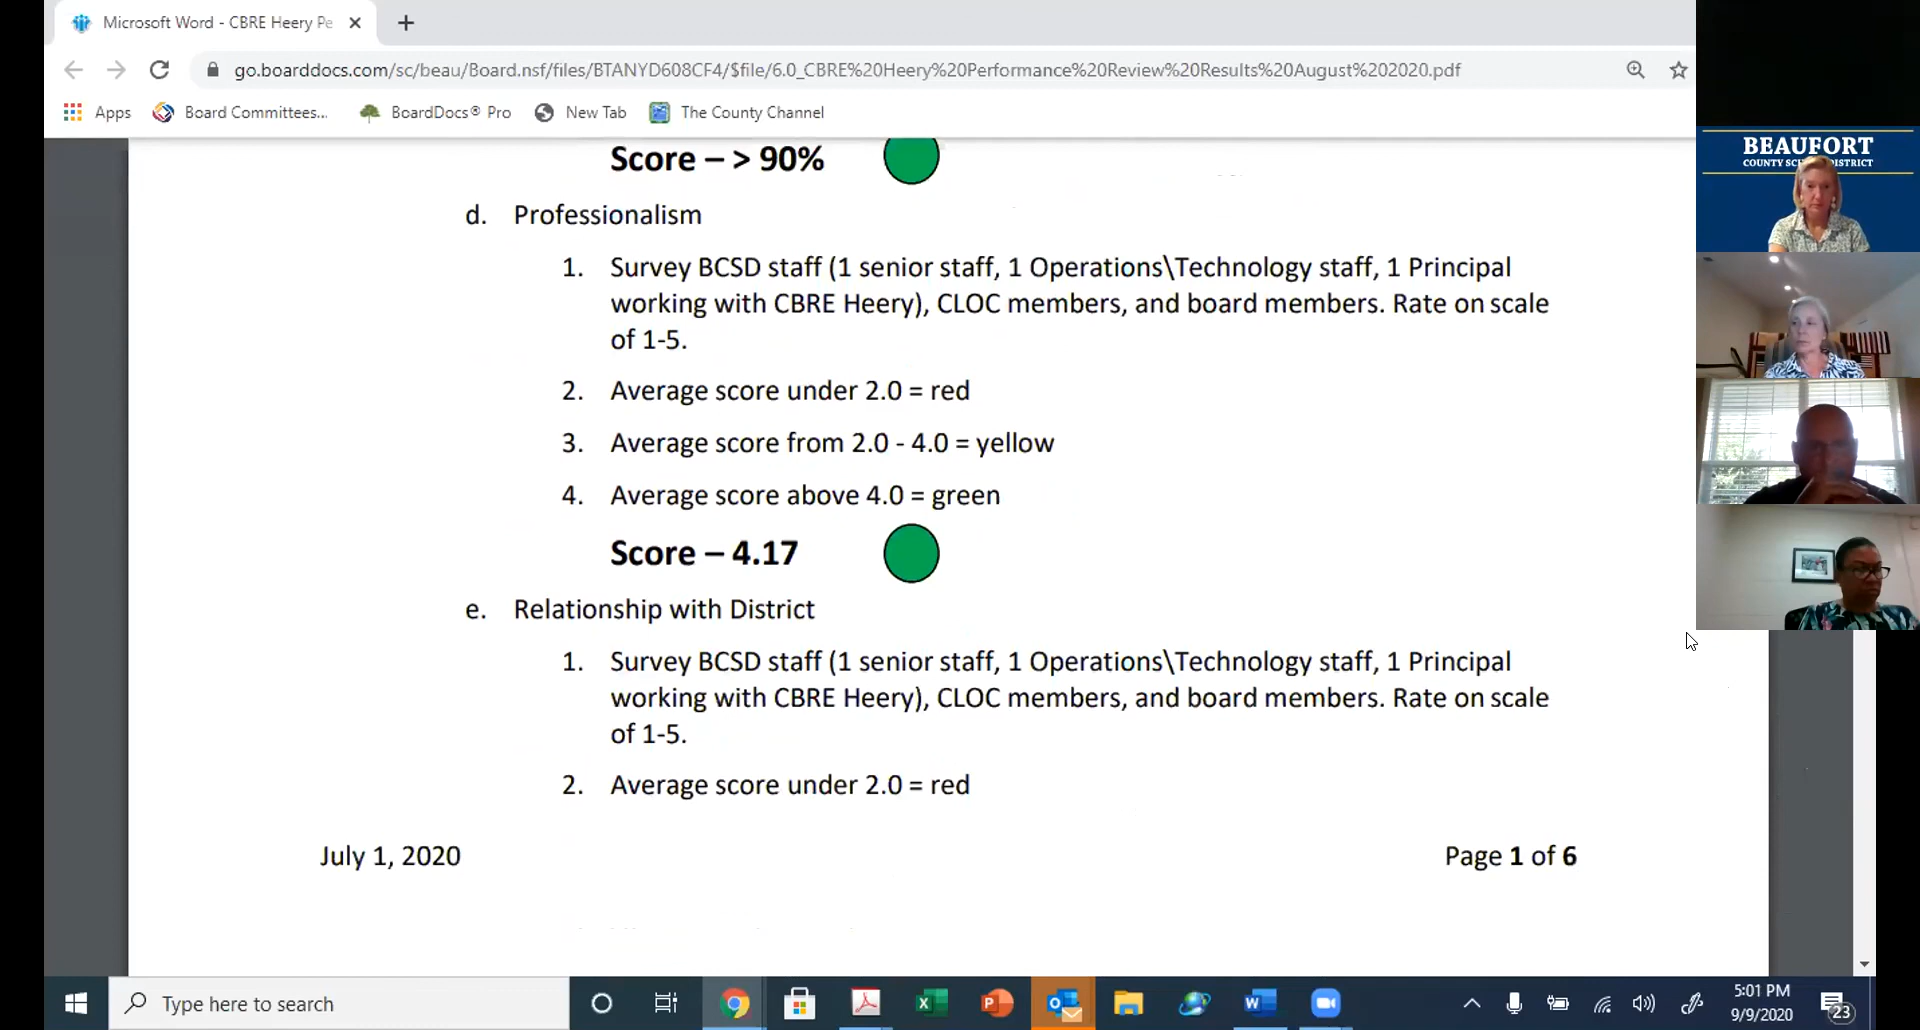 Microsoft Word - CBRE Heery Pe
go.boarddocs.com/sc/beau/Board.nsf/files/BTANYD608CF4/$file/6.0_CBRE%20Heery%20Performance%20Review%20Results%20August%202020.pdf
Apps Board Committees... BoardDocs® Pro New Tab The County Channel
Score – > 90%
d. Professionalism
1. Survey BCSD staff (1 senior staff, 1 Operations\Technology staff, 1 Principal
working with CBRE Heery), CLOC members, and board members. Rate on scale
of 1-5.
2. Average score under 2.0 = red
3. Average score from 2.0 - 4.0 = yellow
4. Average score above 4.0 = green
Score – 4.17
e. Relationship with District
1. Survey BCSD staff (1 senior staff, 1 Operations\Technology staff, 1 Principal
working with CBRE Heery), CLOC members, and board members. Rate on scale
of 1-5.
2. Average score under 2.0 = red
July 1, 2020 Page 1 of 6
BEAUFORT
COUNTY SCHOOL DISTRICT
Type here to search
5:01 PM
9/9/2020
23